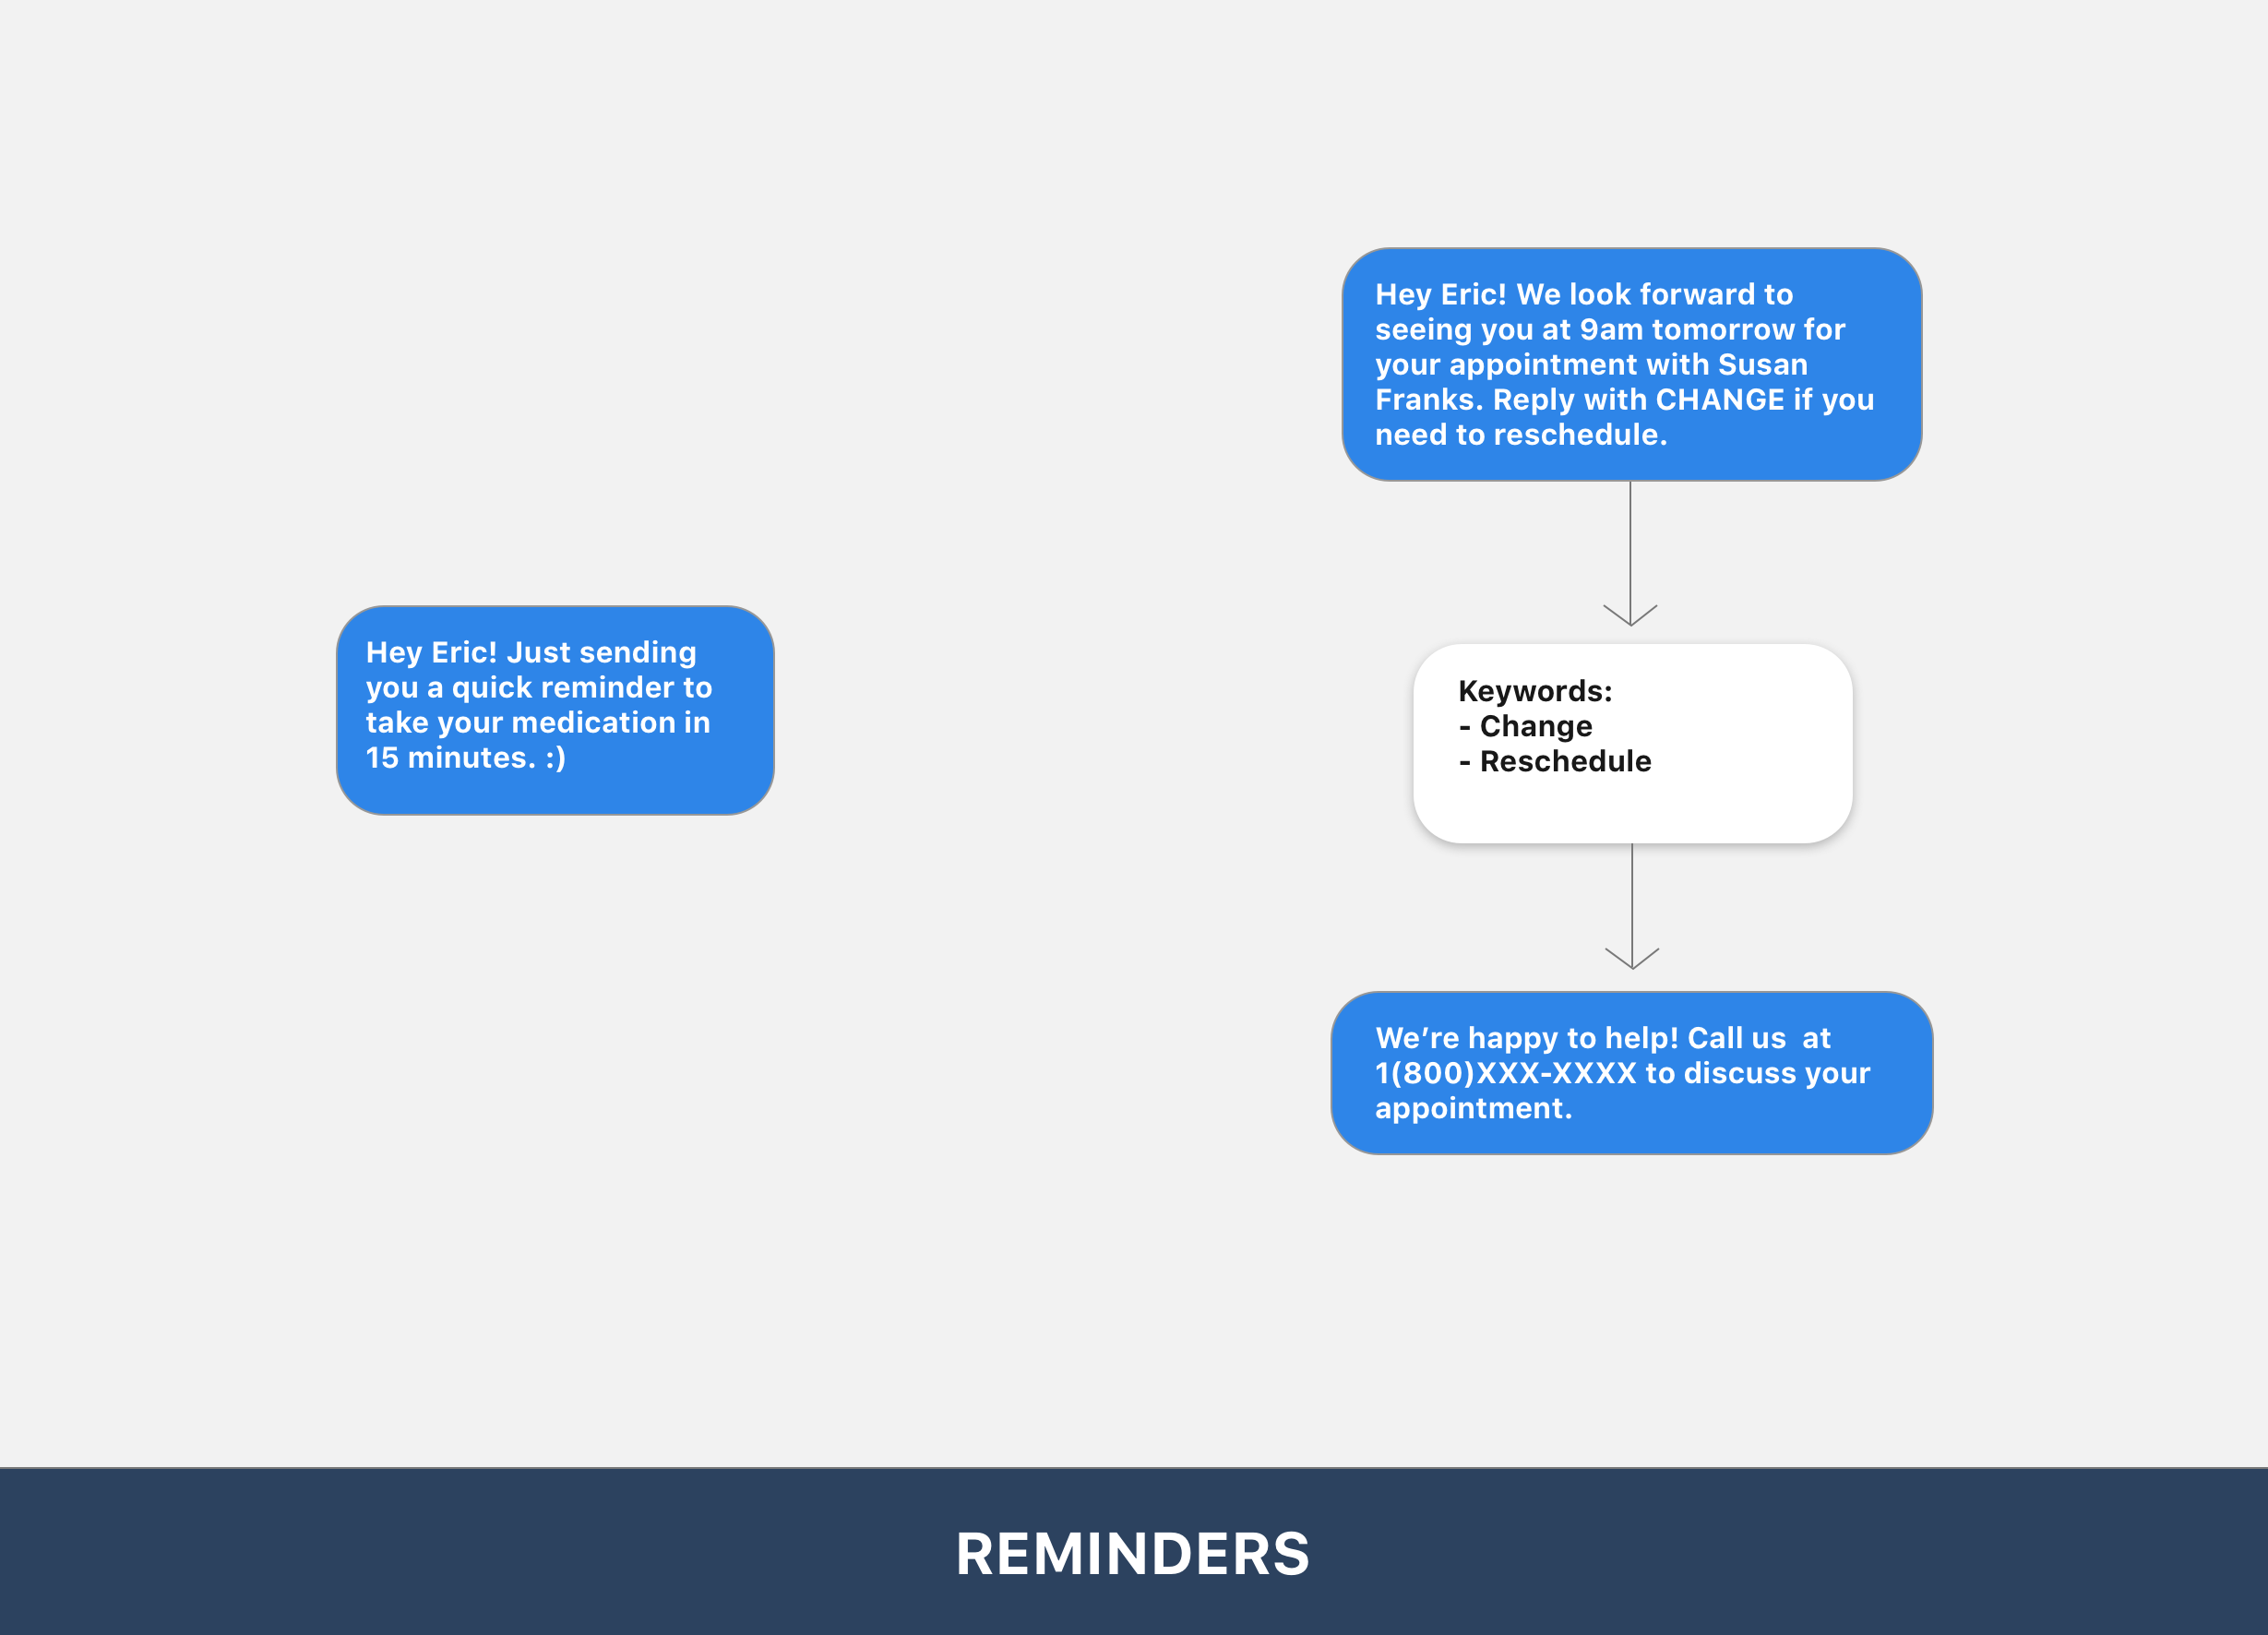 Hey Eric! Just sending
you a quick reminder to
take your medication in
15 minutes. :)
Hey Eric! We look forward to
seeing you at 9am tomorrow for
your appointment with Susan
Franks. Reply with CHANGE if you
need to reschedule.
Keywords:
- Change
- Reschedule
We’re happy to help! Call us  at
1(800)XXX-XXXX to discuss your
appointment.
REMINDERS